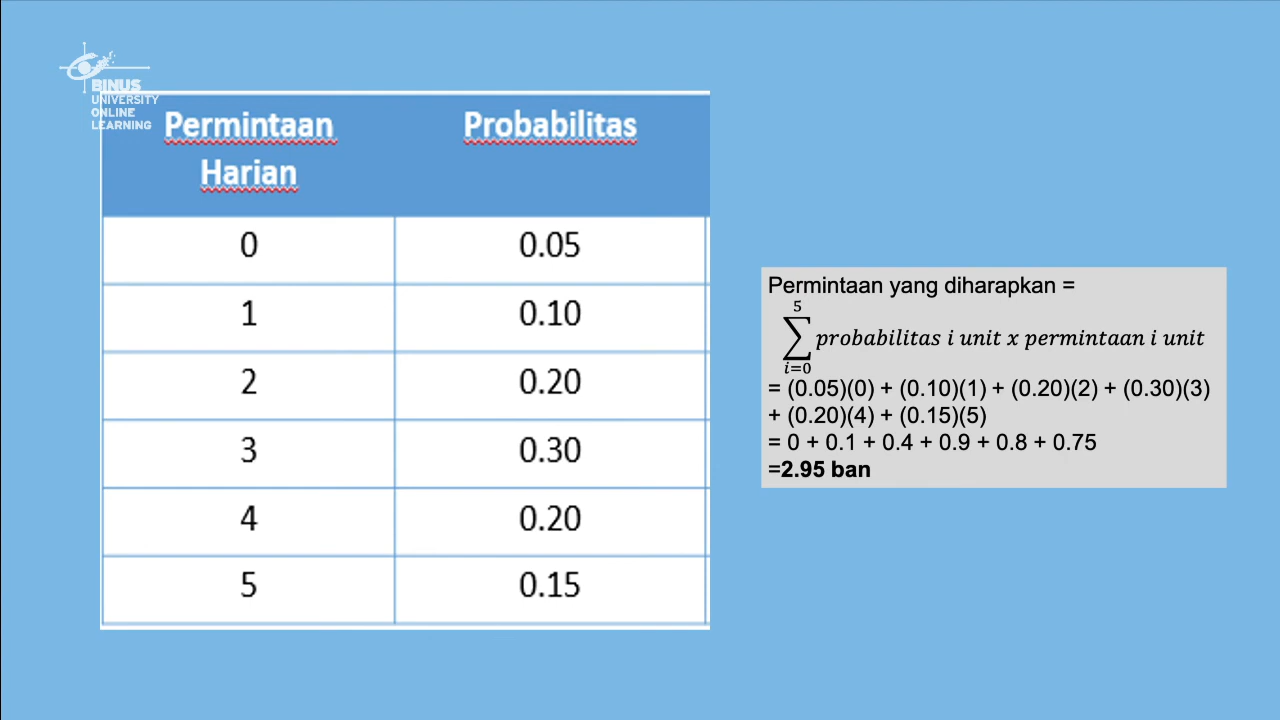 BINUS
UNIVERSITY
ONLINE
LEARNING
Permintaan Harian	Probabilitas
0	0.05
1	0.10
2	0.20
3	0.30
4	0.20
5	0.15
Permintaan yang diharapkan =
5
∑ probabilitas i unit x permintaan i unit
i=0
= (0.05)(0) + (0.10)(1) + (0.20)(2) + (0.30)(3)
+ (0.20)(4) + (0.15)(5)
= 0 + 0.1 + 0.4 + 0.9 + 0.8 + 0.75
=2.95 ban